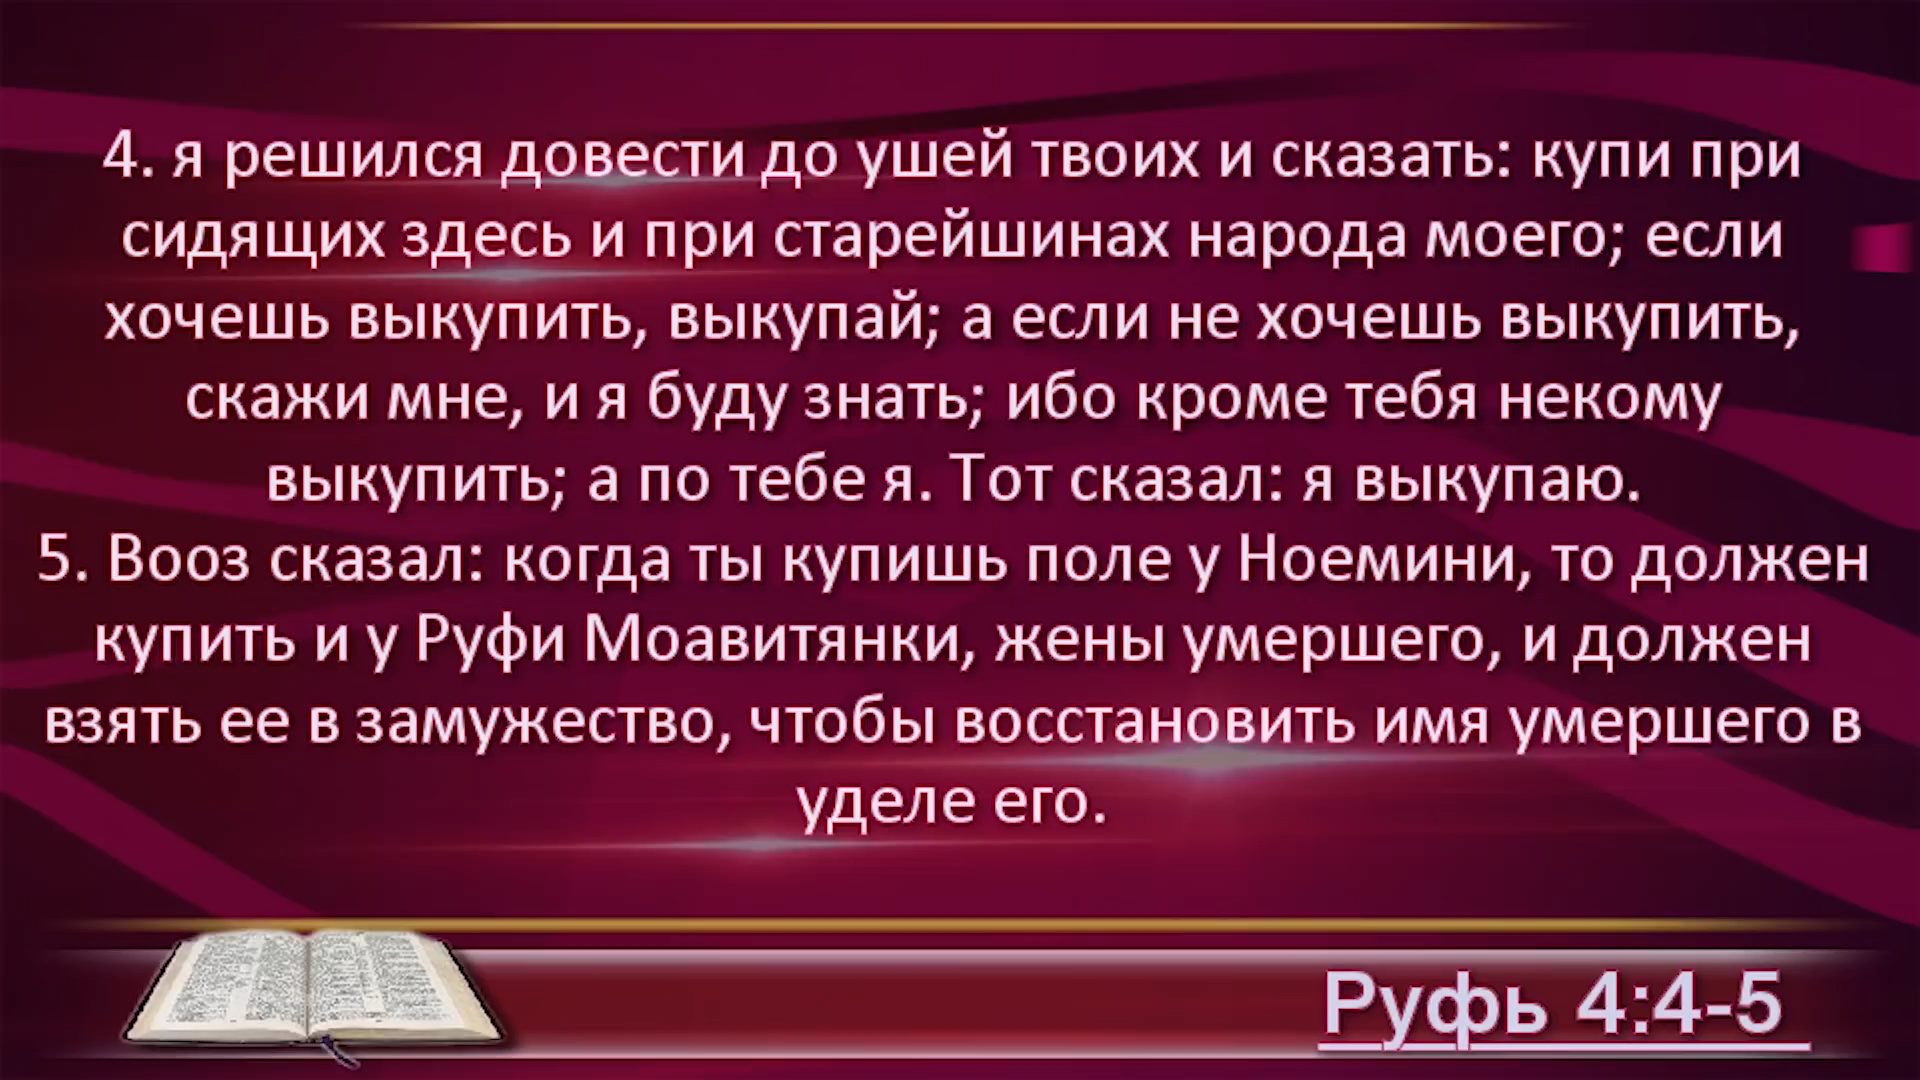 4. я решился довести до ушей твоих и сказать: купи при
сидящих здесь и при старейшинах народа моего; если
хочешь выкупить, выкупай; а если не хочешь выкупить,
скажи мне, и я буду знать; ибо кроме тебя некому
выкупить; а по тебе я. Тот сказал: я выкупаю.
5. Вооз сказал: когда ты купишь поле у Ноемини, то должен
купить и у Руфи Моавитянки, жены умершего, и должен
взять ее в замужество, чтобы восстановить имя умершего в
уделе его.
Руфь 4:4-5